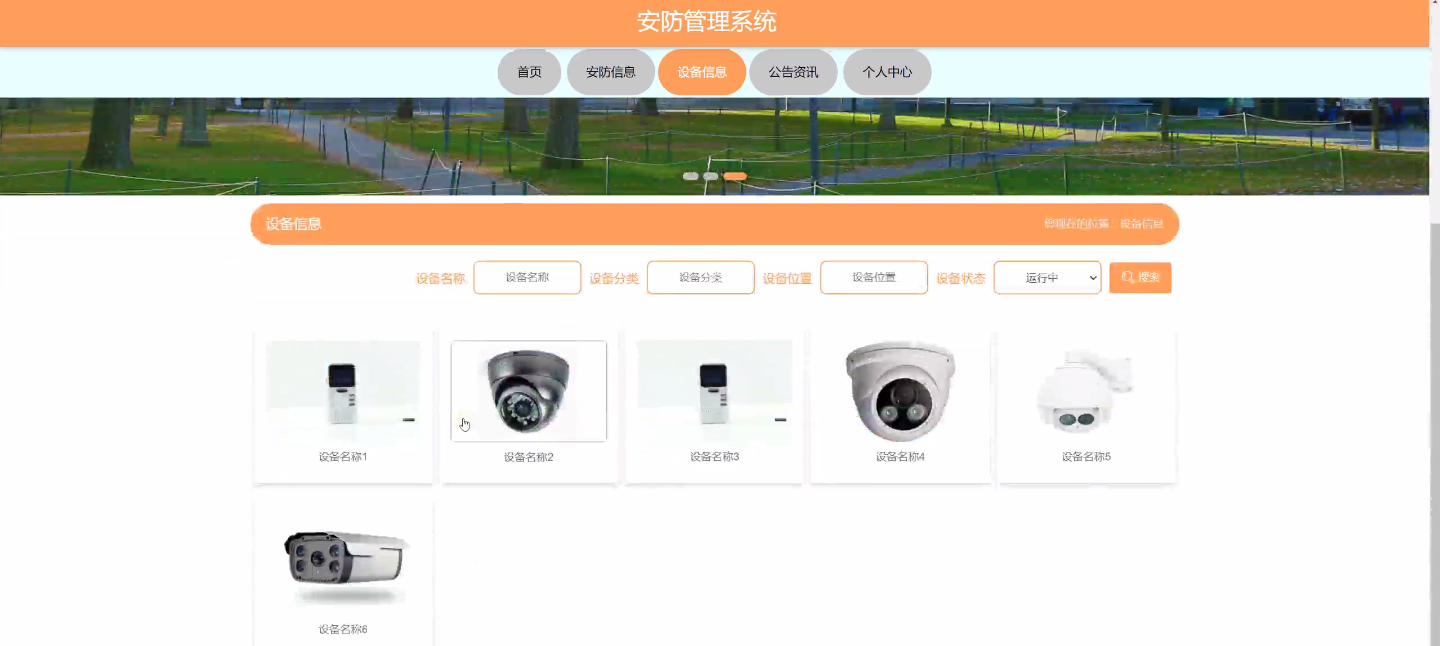 安防管理系统
首页 安防信息 设备信息 公告资讯 个人中心
设备信息 您现在的位置：设备信息
设备名称 设备名称 设备分类 设备分类 设备位置 设备位置 设备状态 运行中 搜索
设备名称1 设备名称2 设备名称3 设备名称4 设备名称5
设备名称6